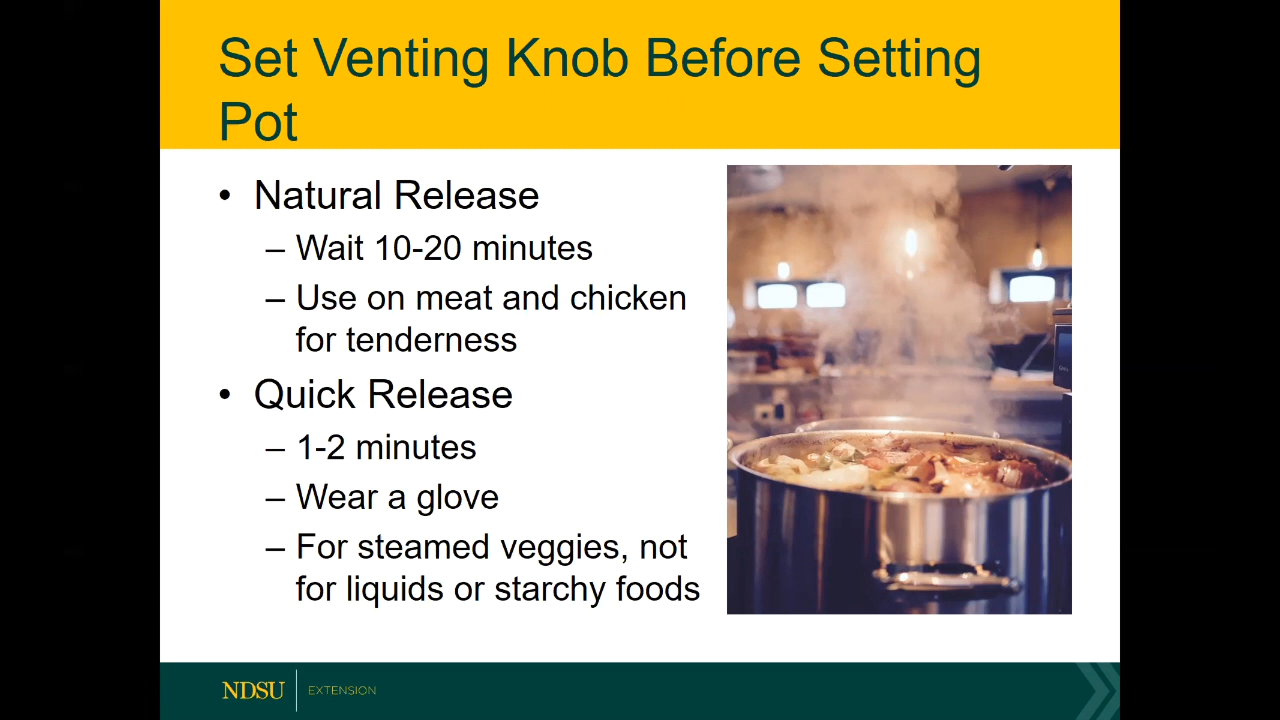 Set Venting Knob Before Setting
Pot
• Natural Release
– Wait 10-20 minutes
– Use on meat and chicken
for tenderness
• Quick Release
– 1-2 minutes
– Wear a glove
– For steamed veggies, not
for liquids or starchy foods
NDSU EXTENSION